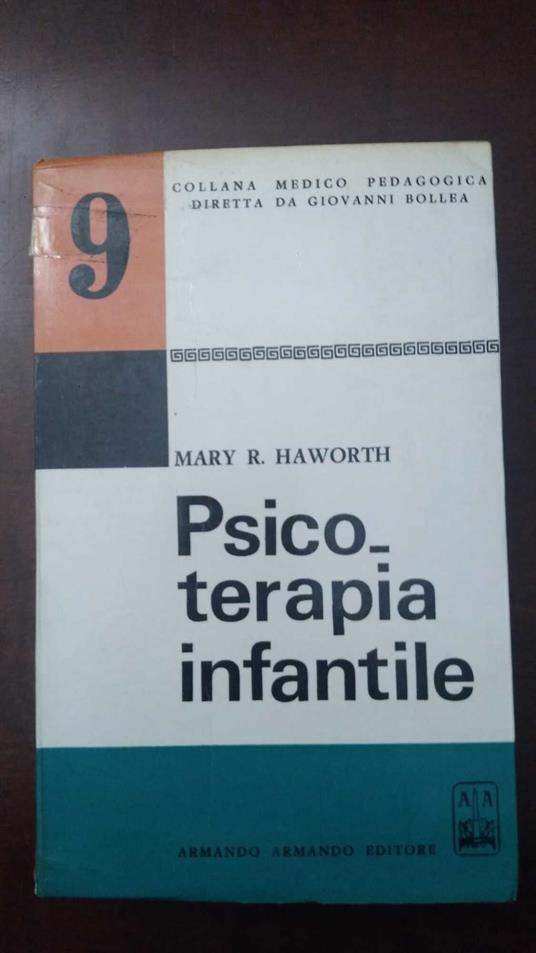 9
COLLANA MEDICO PEDAGOGICA
DIRETTA DA GIOVANNI BOLLEA
MARY R. HAWORTH
Psico-
terapia
infantile
A A
ARMANDO ARMANDO EDITORE